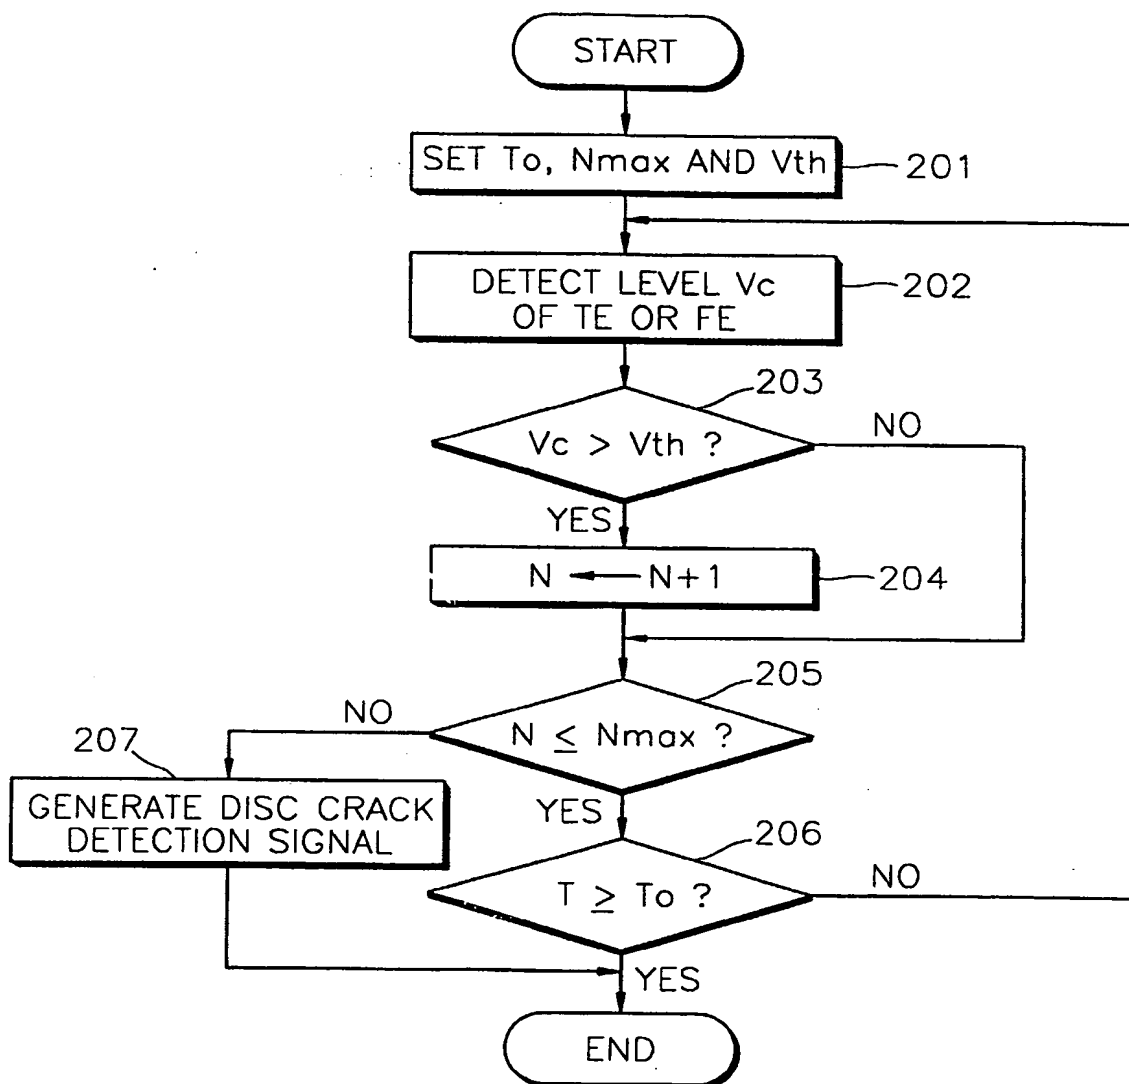 START
SET To, Nmax AND Vth
201
DETECT LEVEL Vc
OF TE OR FE
202
203
Vc > Vth ?
NO
YES
N ← N+1
204
205
N ≤ Nmax ?
NO
207
GENERATE DISC CRACK
DETECTION SIGNAL
YES
206
T ≥ To ?
NO
YES
END